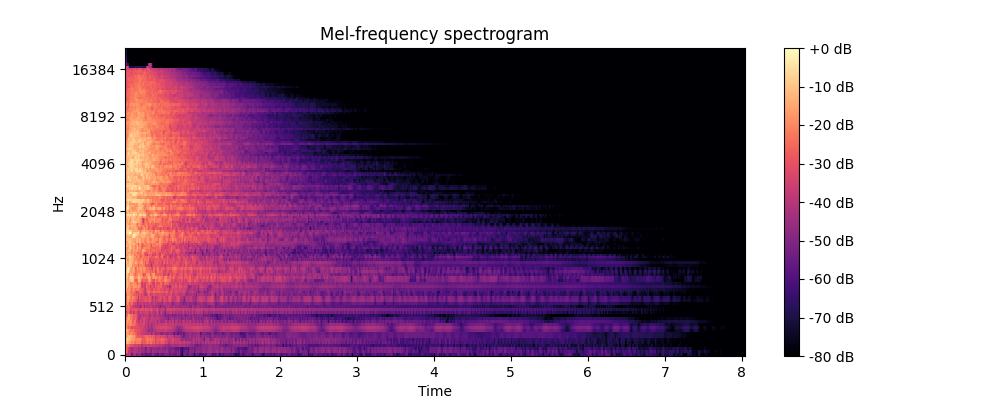 Mel-frequency spectrogram
Hz
16384
8192
4096
2048
1024
512
0
0 1 2 3 4 5 6 7 8
Time
+0 dB
-10 dB
-20 dB
-30 dB
-40 dB
-50 dB
-60 dB
-70 dB
-80 dB